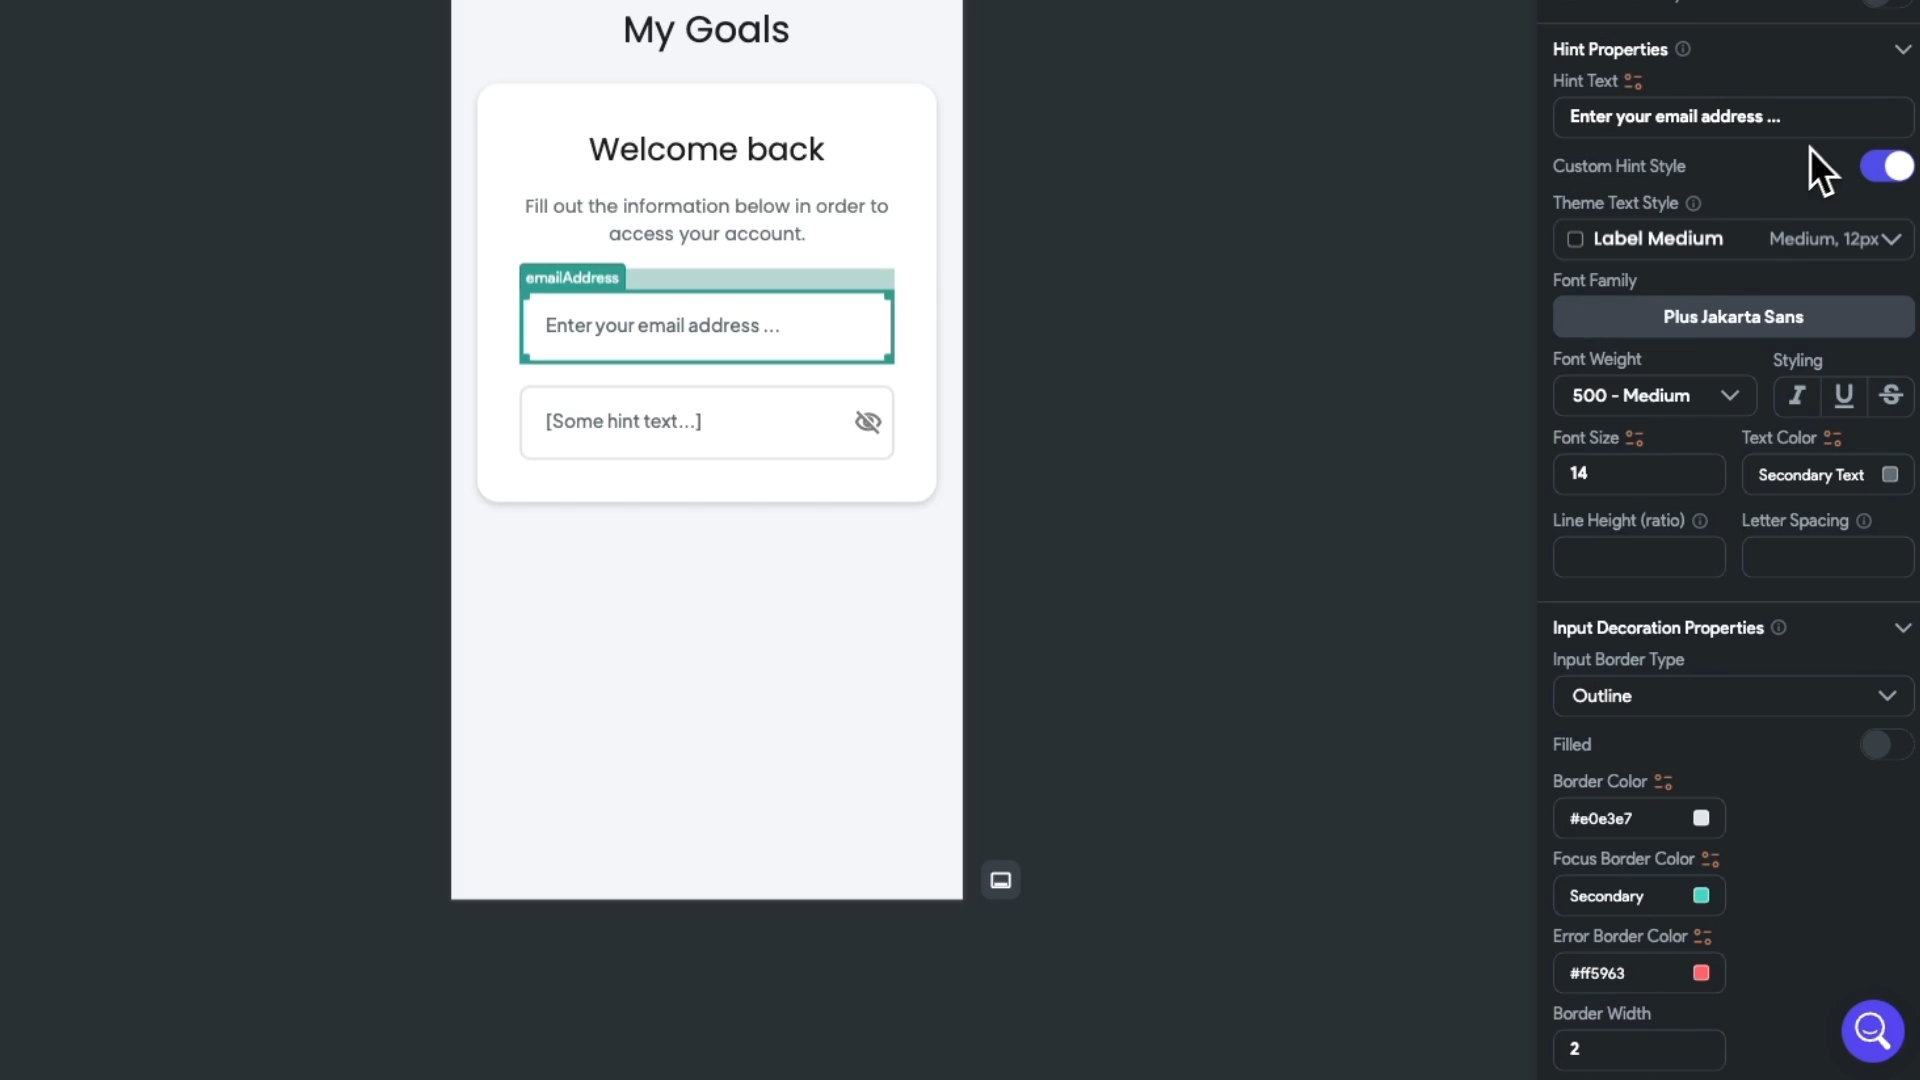 My Goals
Welcome back
Fill out the information below in order to
access your account.
emailAddress
Enter your email address ...
[Some hint text...]
Hint Properties
Hint Text
Enter your email address ...
Custom Hint Style
Theme Text Style
Label Medium Medium, 12px
Font Family
Plus Jakarta Sans
Font Weight Styling
500 - Medium I U S
Font Size Text Color
14 Secondary Text
Line Height (ratio) Letter Spacing
Input Decoration Properties
Input Border Type
Outline
Filled
Border Color
#e0e3e7
Focus Border Color
Secondary
Error Border Color
#ff5963
Border Width
2